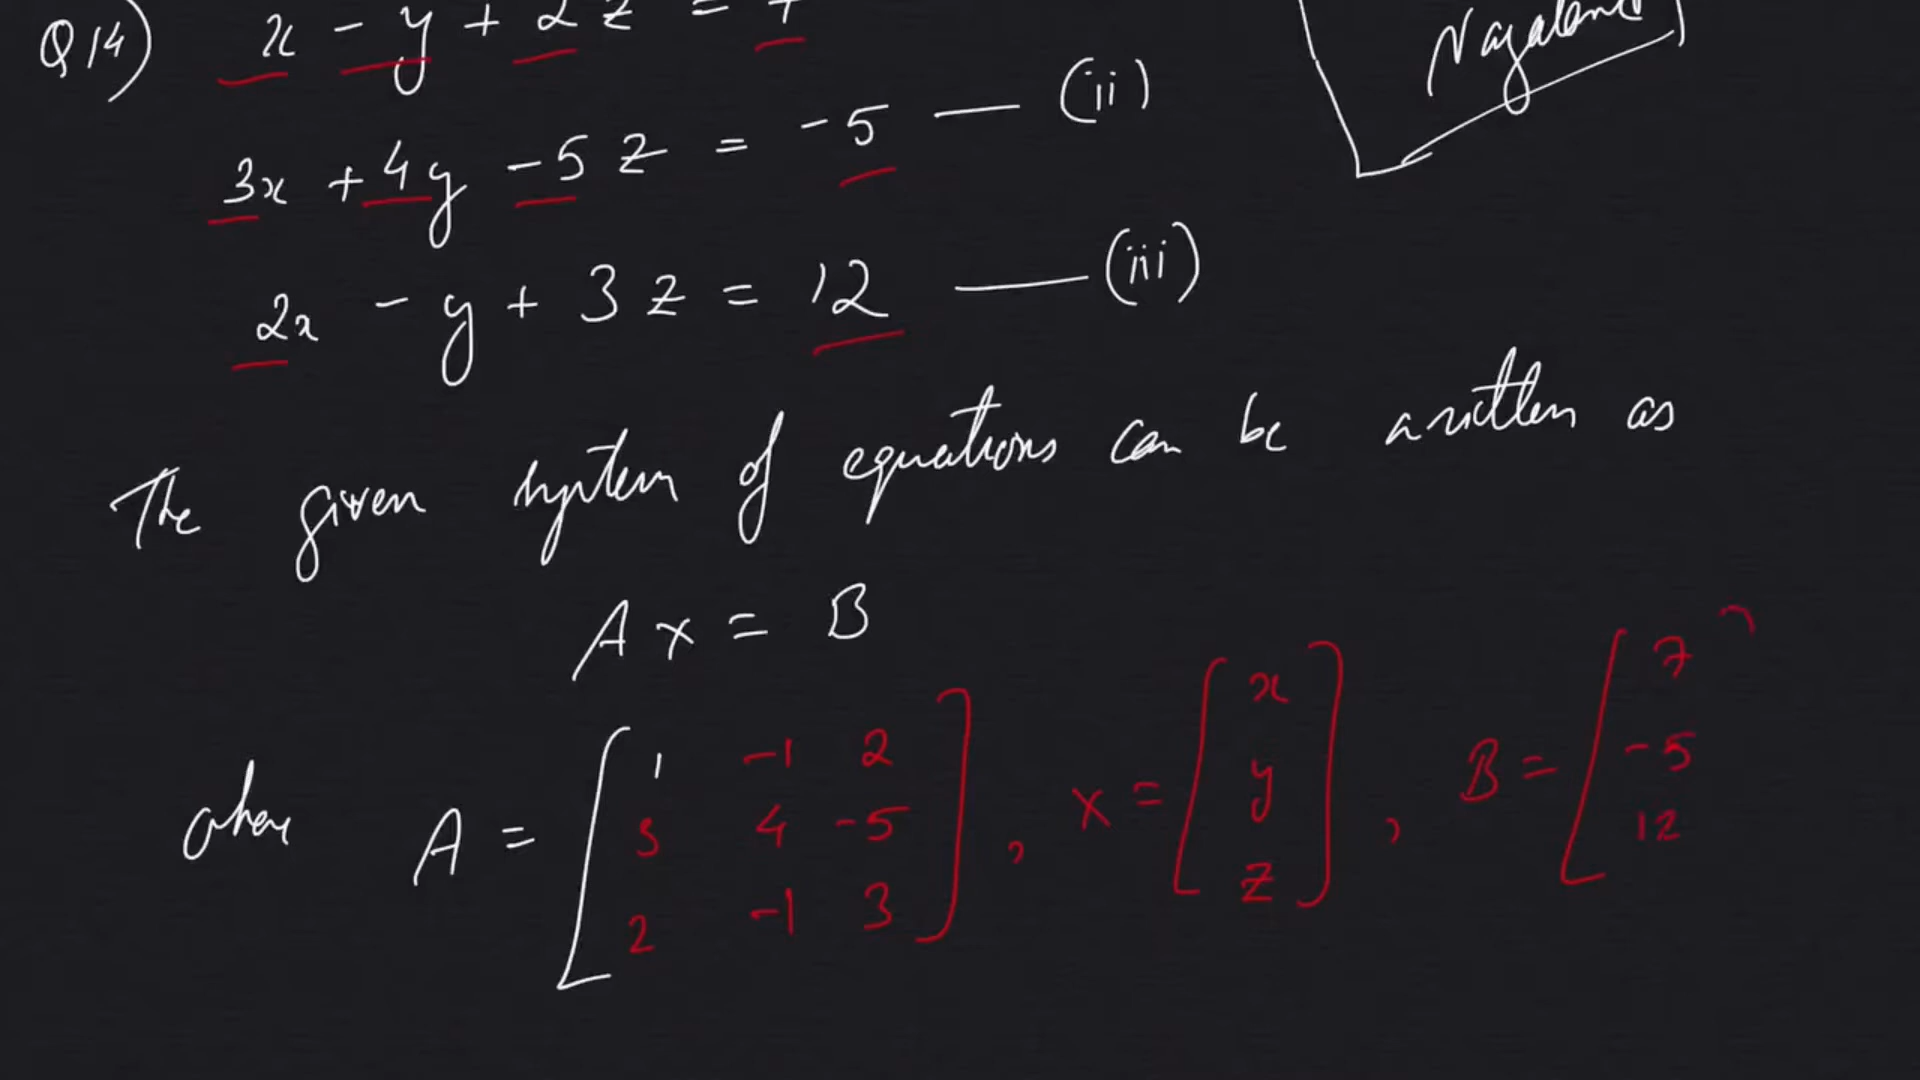 Q14) x - y + 2z = 7
Nagaland
3x + 4y - 5z = -5 — (ii)
2x - y + 3z = 12 — (iii)
The given system of equations can be written as
AX = B
where A = [1 -1 2
3 4 -5
2 -1 3], X = [x
y
z], B = [7
-5
12